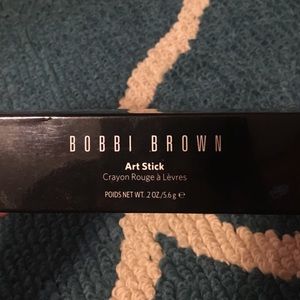 BOBBI BROWN
Art Stick
Crayon Rouge à Lèvres
POIDS NET WT. .2 OZ./5.6 g ℮